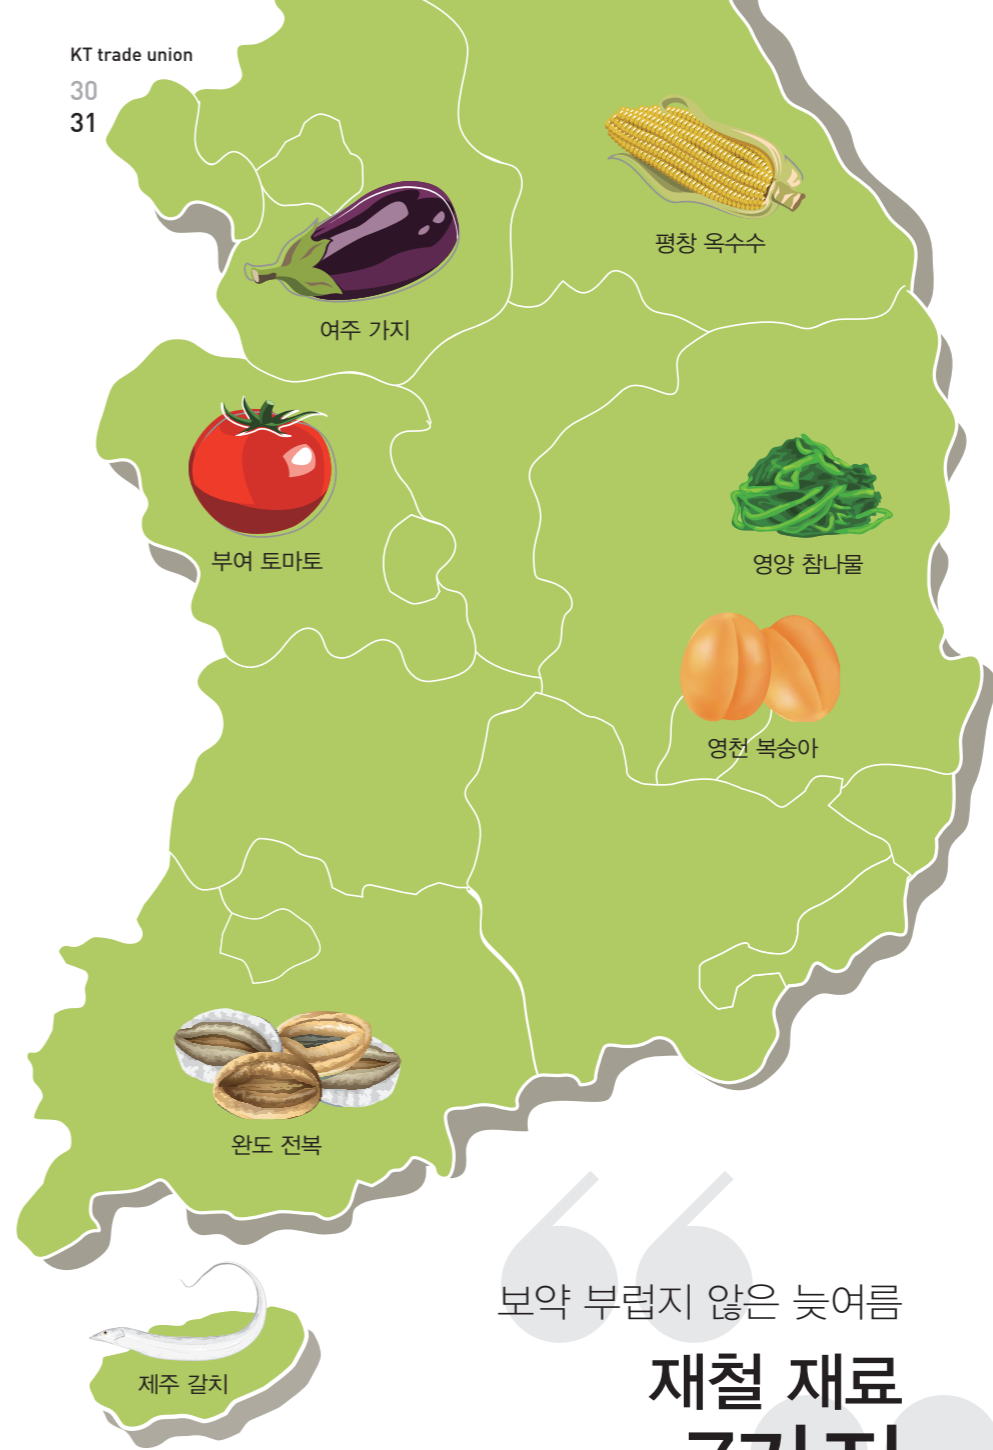 KT trade union
30
31
평창 옥수수
여주 가지
부여 토마토
영양 참나물
영천 복숭아
완도 전복
제주 갈치
보약 부럽지 않은 늦여름
재철 재료